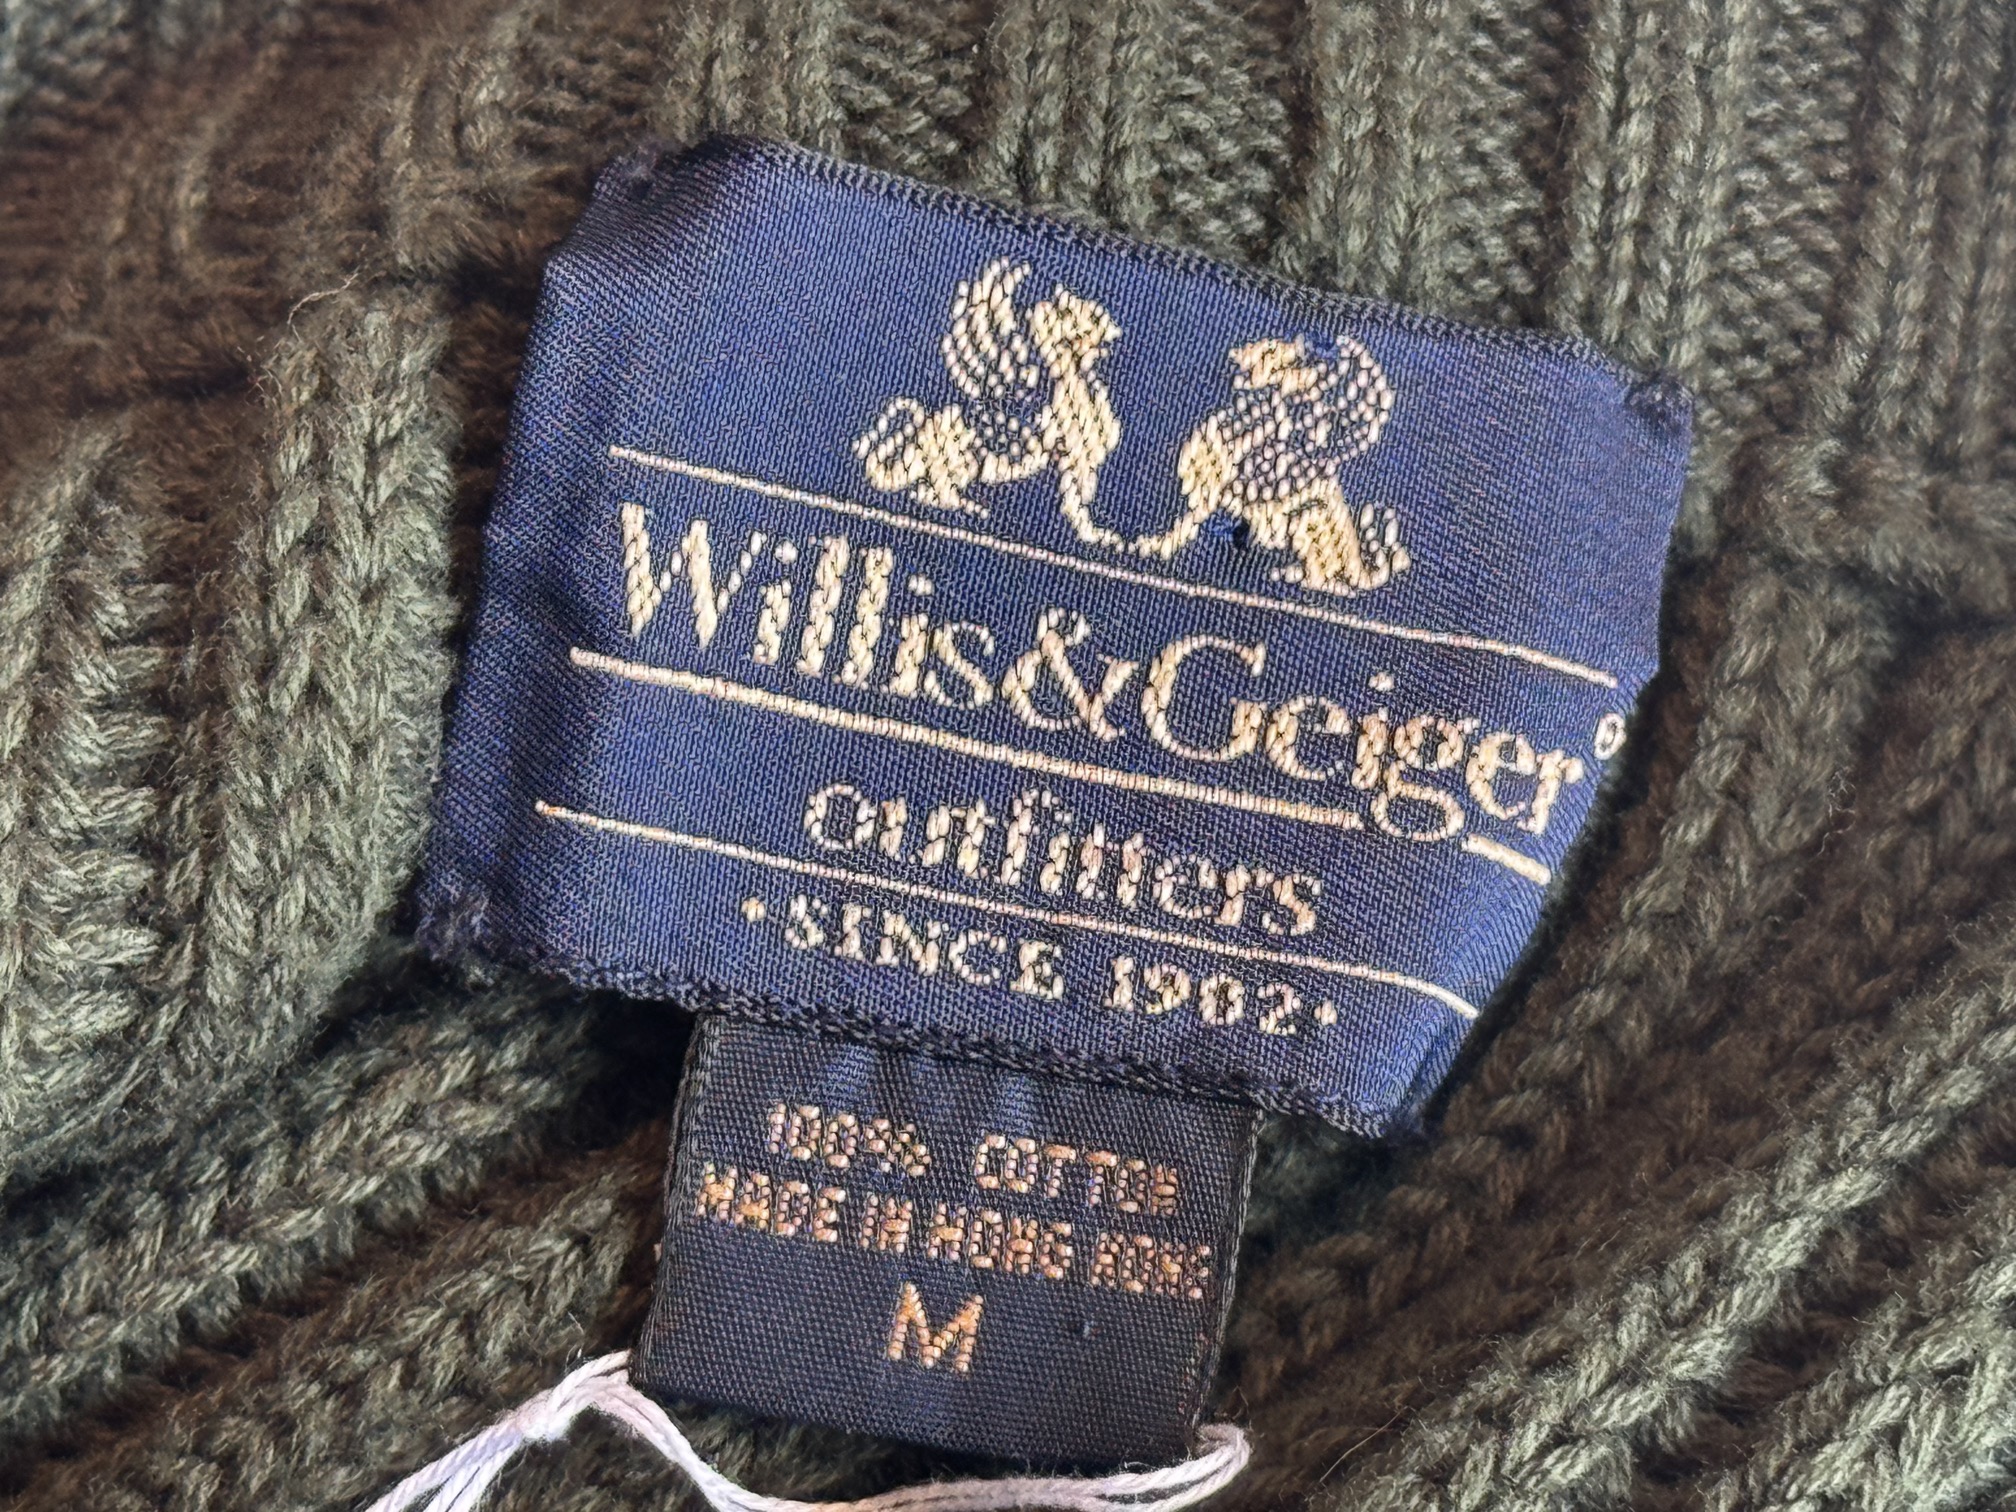 Willis & Geiger®
outfitters
• SINCE 1902 •
100% COTTON
MADE IN HONG KONG
M